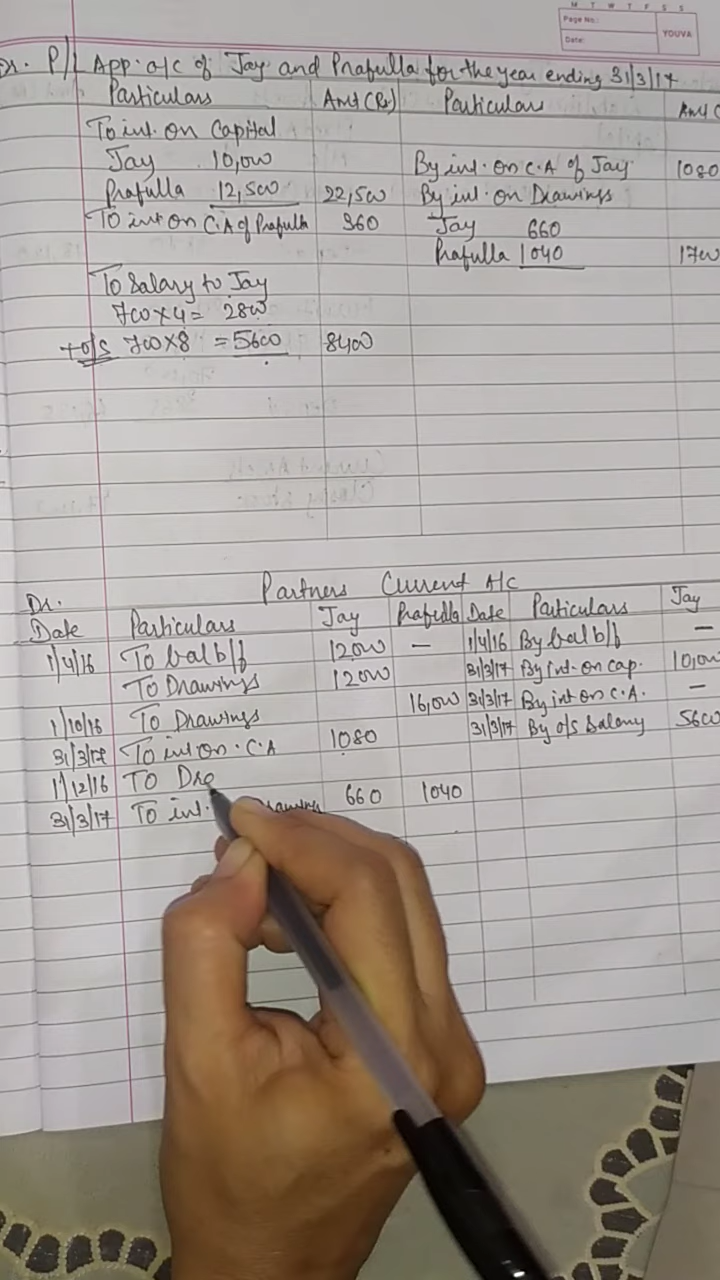 M T W T F S S
Page No.:
Date:
YOUVA
Dr. P/L App. a/c of Jay and Prafulla for the year ending 31/3/17
Particulars Amt (Rs) Particulars Amt (
To int. on Capital
Jay 10,000 By int. on C.A of Jay 1080
Prafulla 12,500 22,500 By int. on Drawings
To int on C.A of Prafulla 360 Jay 660
Prafulla 1040 1700
To Salary to Jay
700×4 = 2800
+ o/s 700×8 = 5600 8400
Partners Current A/c
Dr.
Date Particulars Jay Prafulla Date Particulars Jay
1/4/16 To bal b/f 12000 — 1/4/16 By bal b/f —
To Drawings 12000 31/3/17 By int. on cap. 10,000
1/10/16 To Drawings 16,000 31/3/17 By int on C.A. —
31/3/17 To int on. C.A 1080 31/3/17 By o/s Salary 5600
1/12/16 TO Dra
31/3/17 To int. Drawings 660 1040